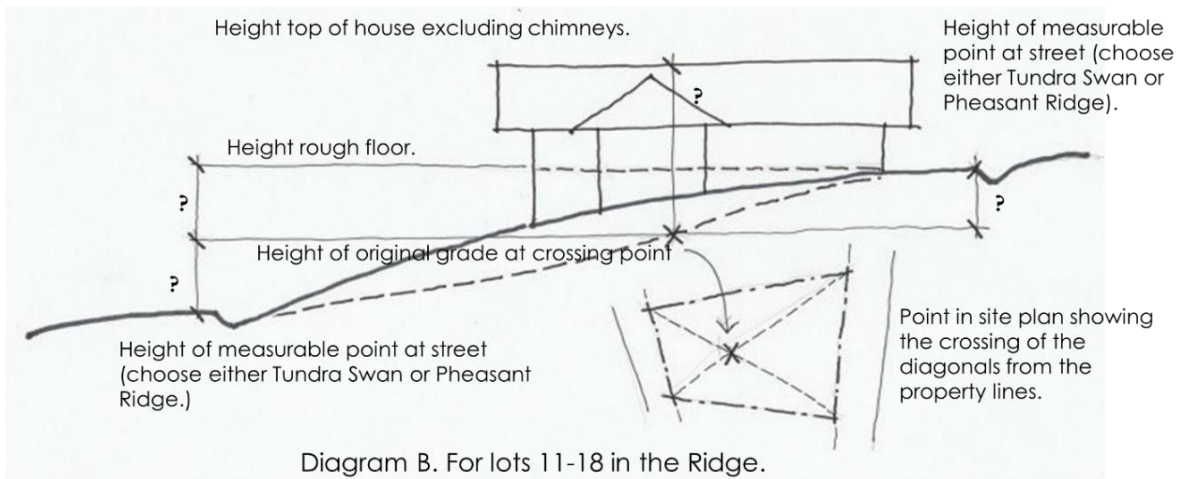 Height top of house excluding chimneys.
Height of measurable
point at street (choose
either Tundra Swan or
Pheasant Ridge).
?
Height rough floor.
?
?
Height of original grade at crossing point
?
Height of measurable point at street
(choose either Tundra Swan or Pheasant
Ridge.)
Point in site plan showing
the crossing of the
diagonals from the
property lines.
Diagram B. For lots 11-18 in the Ridge.